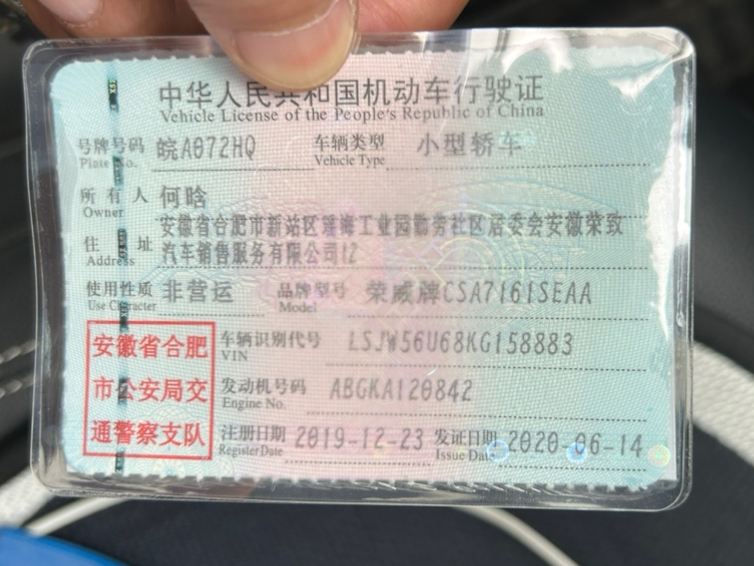 中华人民共和国机动车行驶证
Vehicle License of the People's Republic of China
号牌号码 皖A072HQ 车辆类型 小型轿车
Plate No. Vehicle Type
所有人 何晗
Owner
安徽省合肥市新站区珠海工业园勤劳社区居委会安徽荣致
住址 汽车销售服务有限公司12
Address
使用性质 非营运 品牌型号 荣威牌CSA7161SEAA
Use Character Model
安徽省合肥 车辆识别代号 LSJW56U68KG158883
VIN
市公安局交 发动机号码 ABGKA120842
Engine No.
通警察支队 注册日期 2019-12-23 发证日期 2020-06-14
Register Date Issue Date